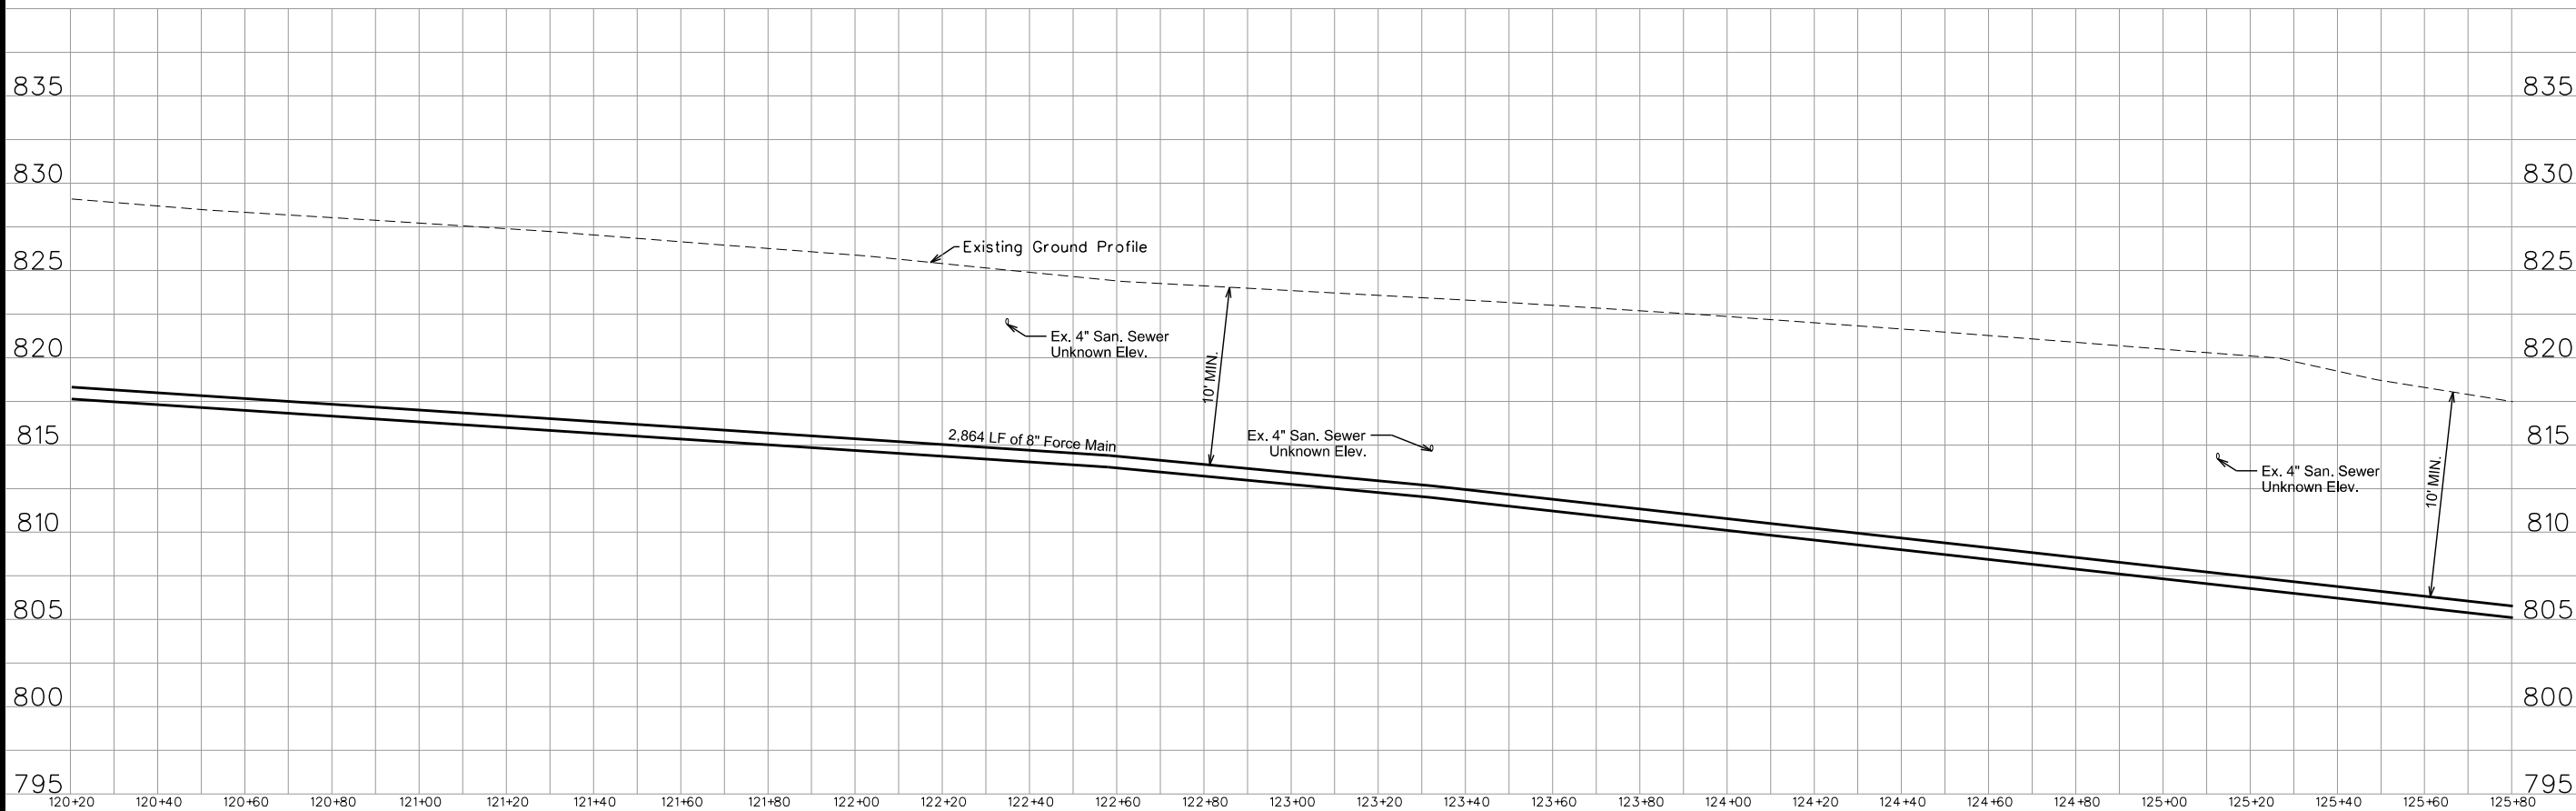 835 835
830 830
Existing Ground Profile
825 825
Ex. 4" San. Sewer
Unknown Elev.
820 820
10' MIN.
2,864 LF of 8" Force Main
Ex. 4" San. Sewer
Unknown Elev.
815 815
Ex. 4" San. Sewer
Unknown Elev.
10' MIN.
810 810
805 805
800 800
795 795
120+20 120+40 120+60 120+80 121+00 121+20 121+40 121+60 121+80 122+00 122+20 122+40 122+60 122+80 123+00 123+20 123+40 123+60 123+80 124+00 124+20 124+40 124+60 124+80 125+00 125+20 125+40 125+60 125+80